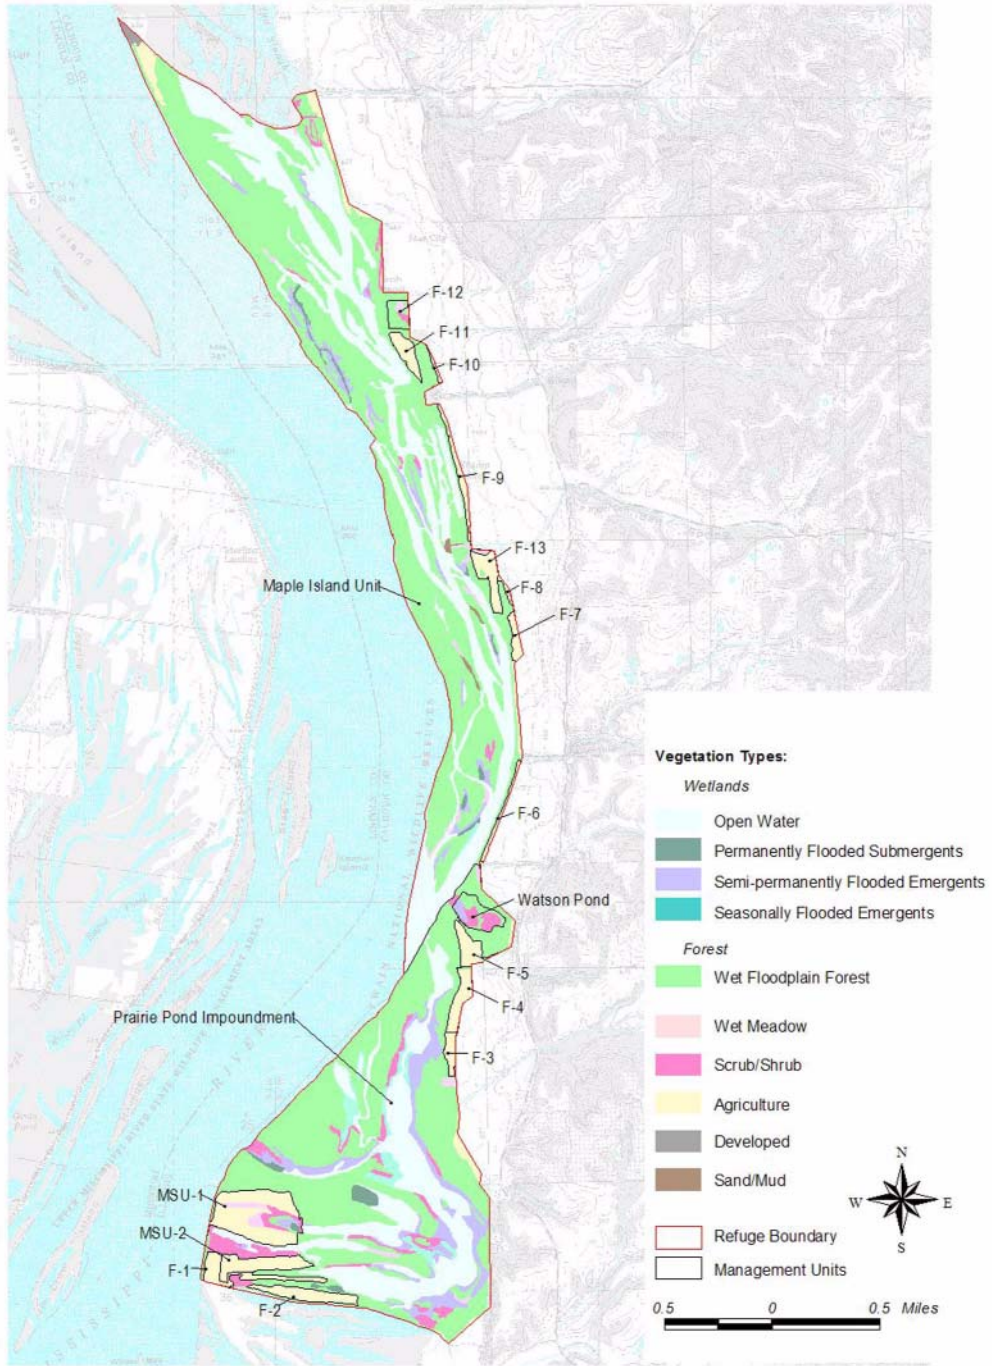 F-12
F-11
F-10
F-9
F-13
F-8
Maple Island Unit
F-7
F-6
Watson Pond
F-5
F-4
Prairie Pond Impoundment
F-3
MSU-1
MSU-2
F-1
F-2
Vegetation Types:
Wetlands
Open Water
Permanently Flooded Submergents
Semi-permanently Flooded Emergents
Seasonally Flooded Emergents
Forest
Wet Floodplain Forest
Wet Meadow
Scrub/Shrub
Agriculture
Developed
Sand/Mud
Refuge Boundary
Management Units
N
W E
S
0.5 0 0.5 Miles